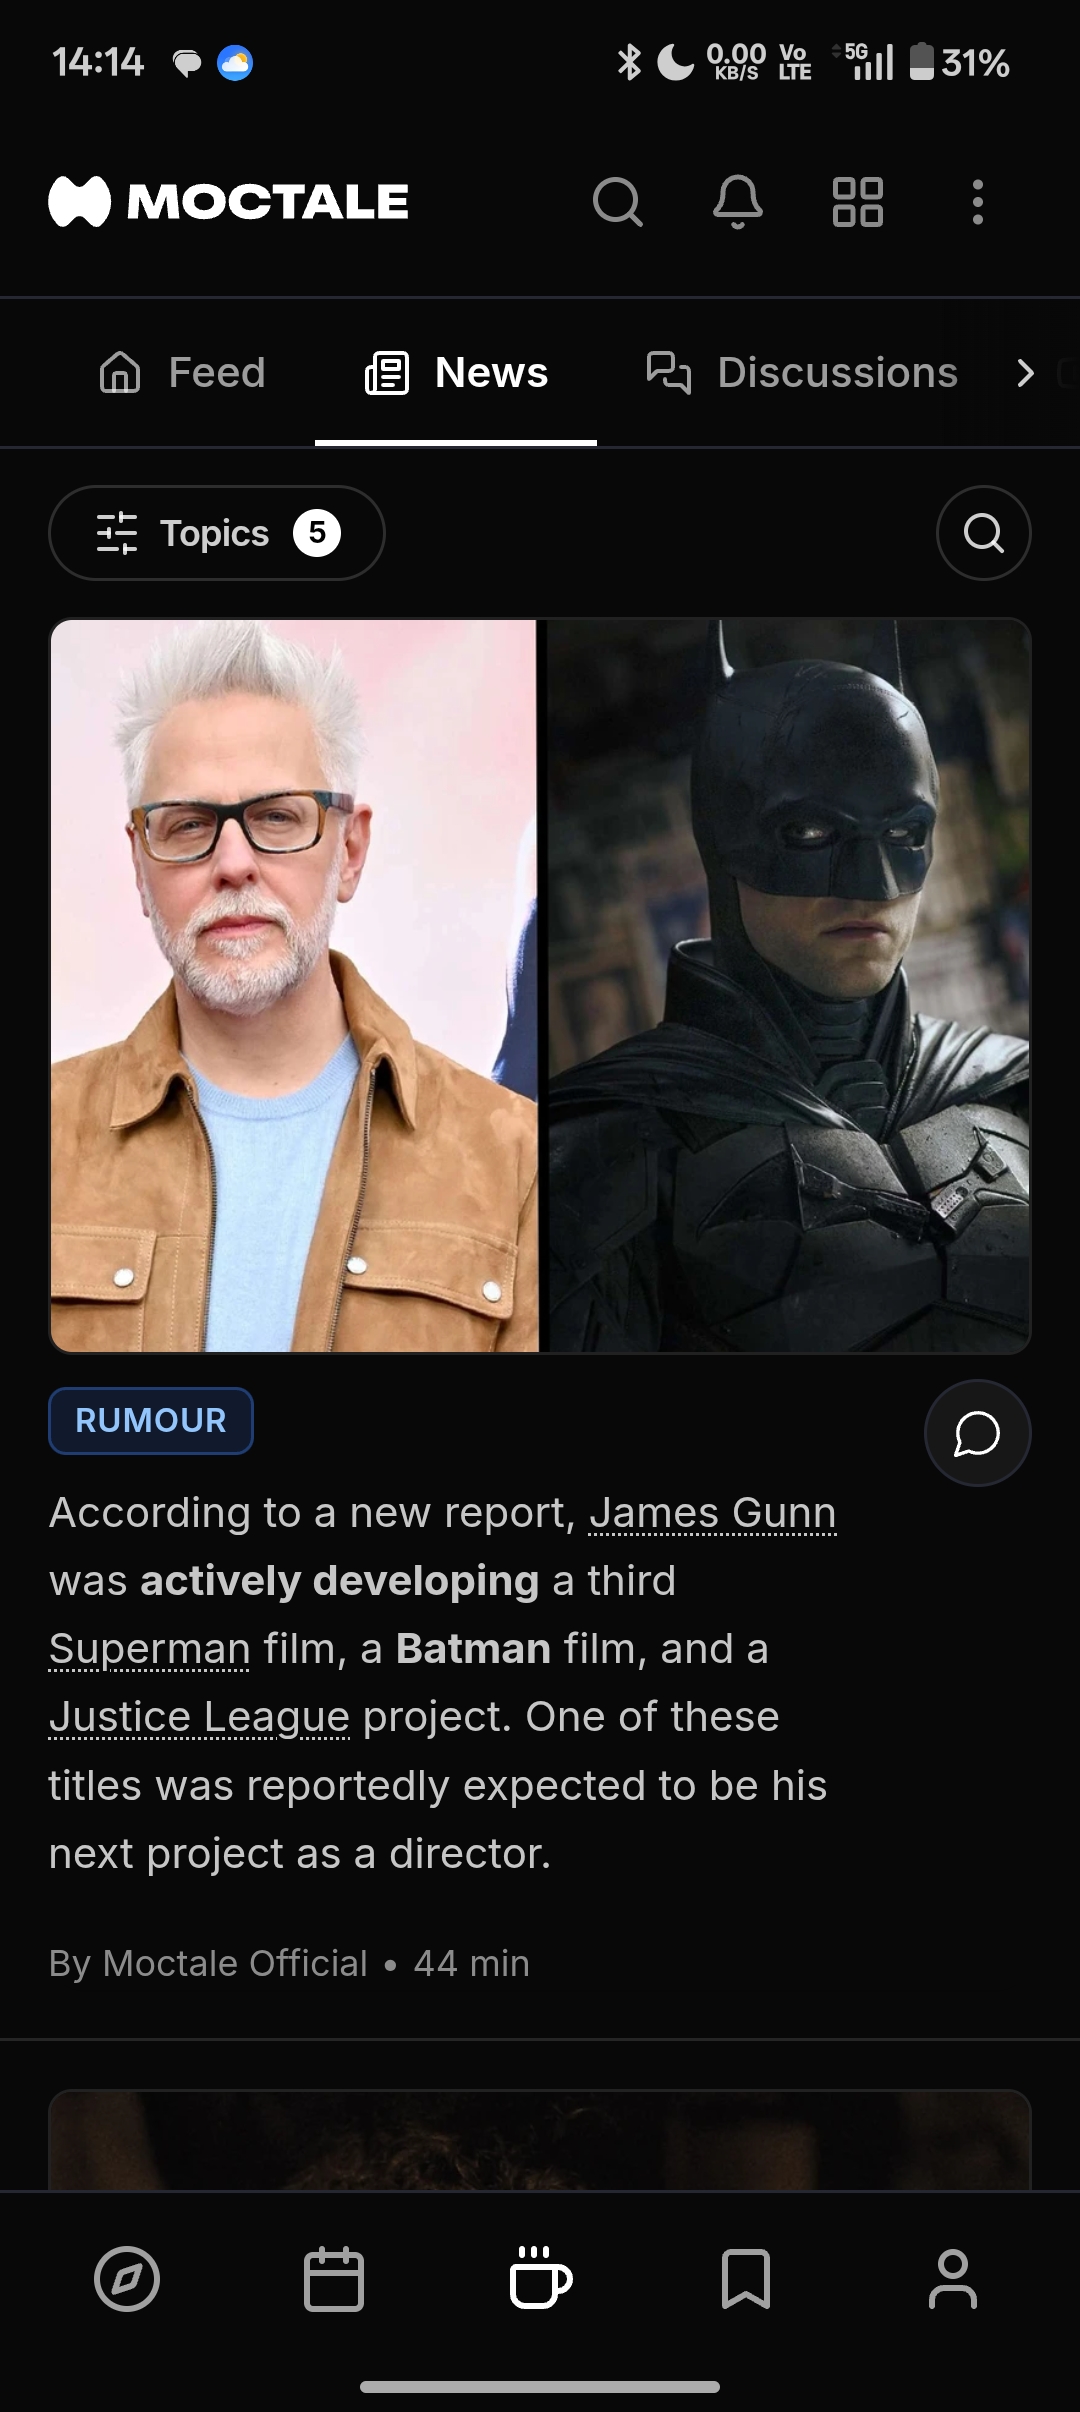 14:14 0.00 KB/S Vo LTE 5G 31%
MOCTALE
Feed News Discussions
Topics 5
RUMOUR
According to a new report, James Gunn
was actively developing a third
Superman film, a Batman film, and a
Justice League project. One of these
titles was reportedly expected to be his
next project as a director.
By Moctale Official • 44 min